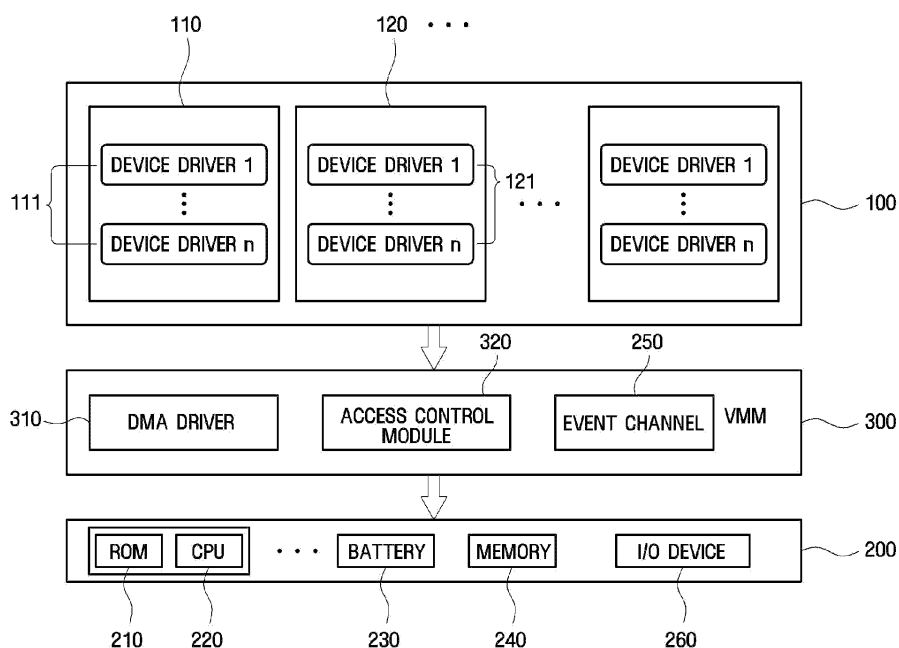 110 120 • • •
DEVICE DRIVER 1 DEVICE DRIVER 1 DEVICE DRIVER 1
111 121 • • • 100
DEVICE DRIVER n DEVICE DRIVER n DEVICE DRIVER n
320 250
310 DMA DRIVER ACCESS CONTROL MODULE EVENT CHANNEL VMM 300
ROM CPU • • • BATTERY MEMORY I/O DEVICE 200
210 220 230 240 260